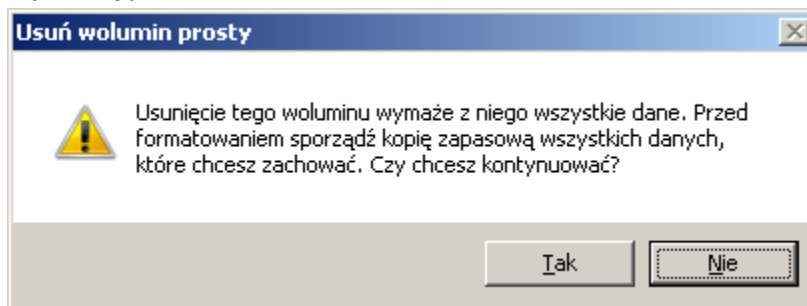 Usuń wolumin prosty
Usunięcie tego woluminu wymaże z niego wszystkie dane. Przed
formatowaniem sporządź kopię zapasową wszystkich danych,
które chcesz zachować. Czy chcesz kontynuować?
Tak
Nie